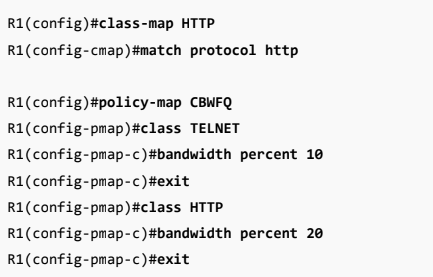 R1(config)#class-map HTTP
R1(config-cmap)#match protocol http
R1(config)#policy-map CBWFQ
R1(config-pmap)#class TELNET
R1(config-pmap-c)#bandwidth percent 10
R1(config-pmap-c)#exit
R1(config-pmap)#class HTTP
R1(config-pmap-c)#bandwidth percent 20
R1(config-pmap-c)#exit